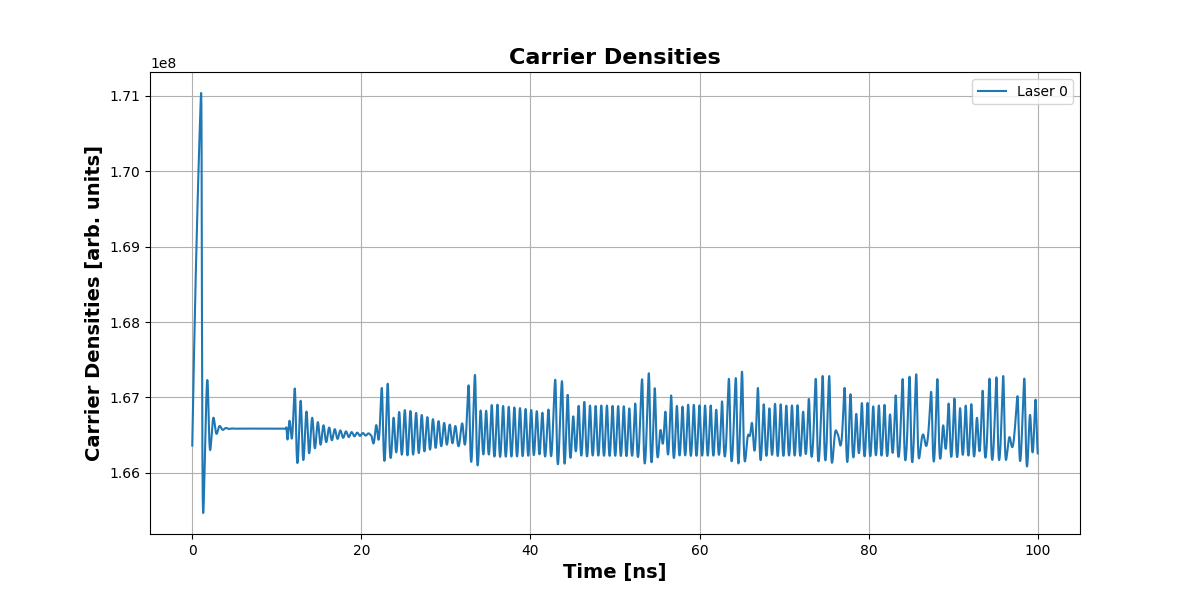 Carrier Densities
1e8
Laser 0
1.71
1.70
1.69
1.68
1.67
1.66
Carrier Densities [arb. units]
0 20 40 60 80 100
Time [ns]